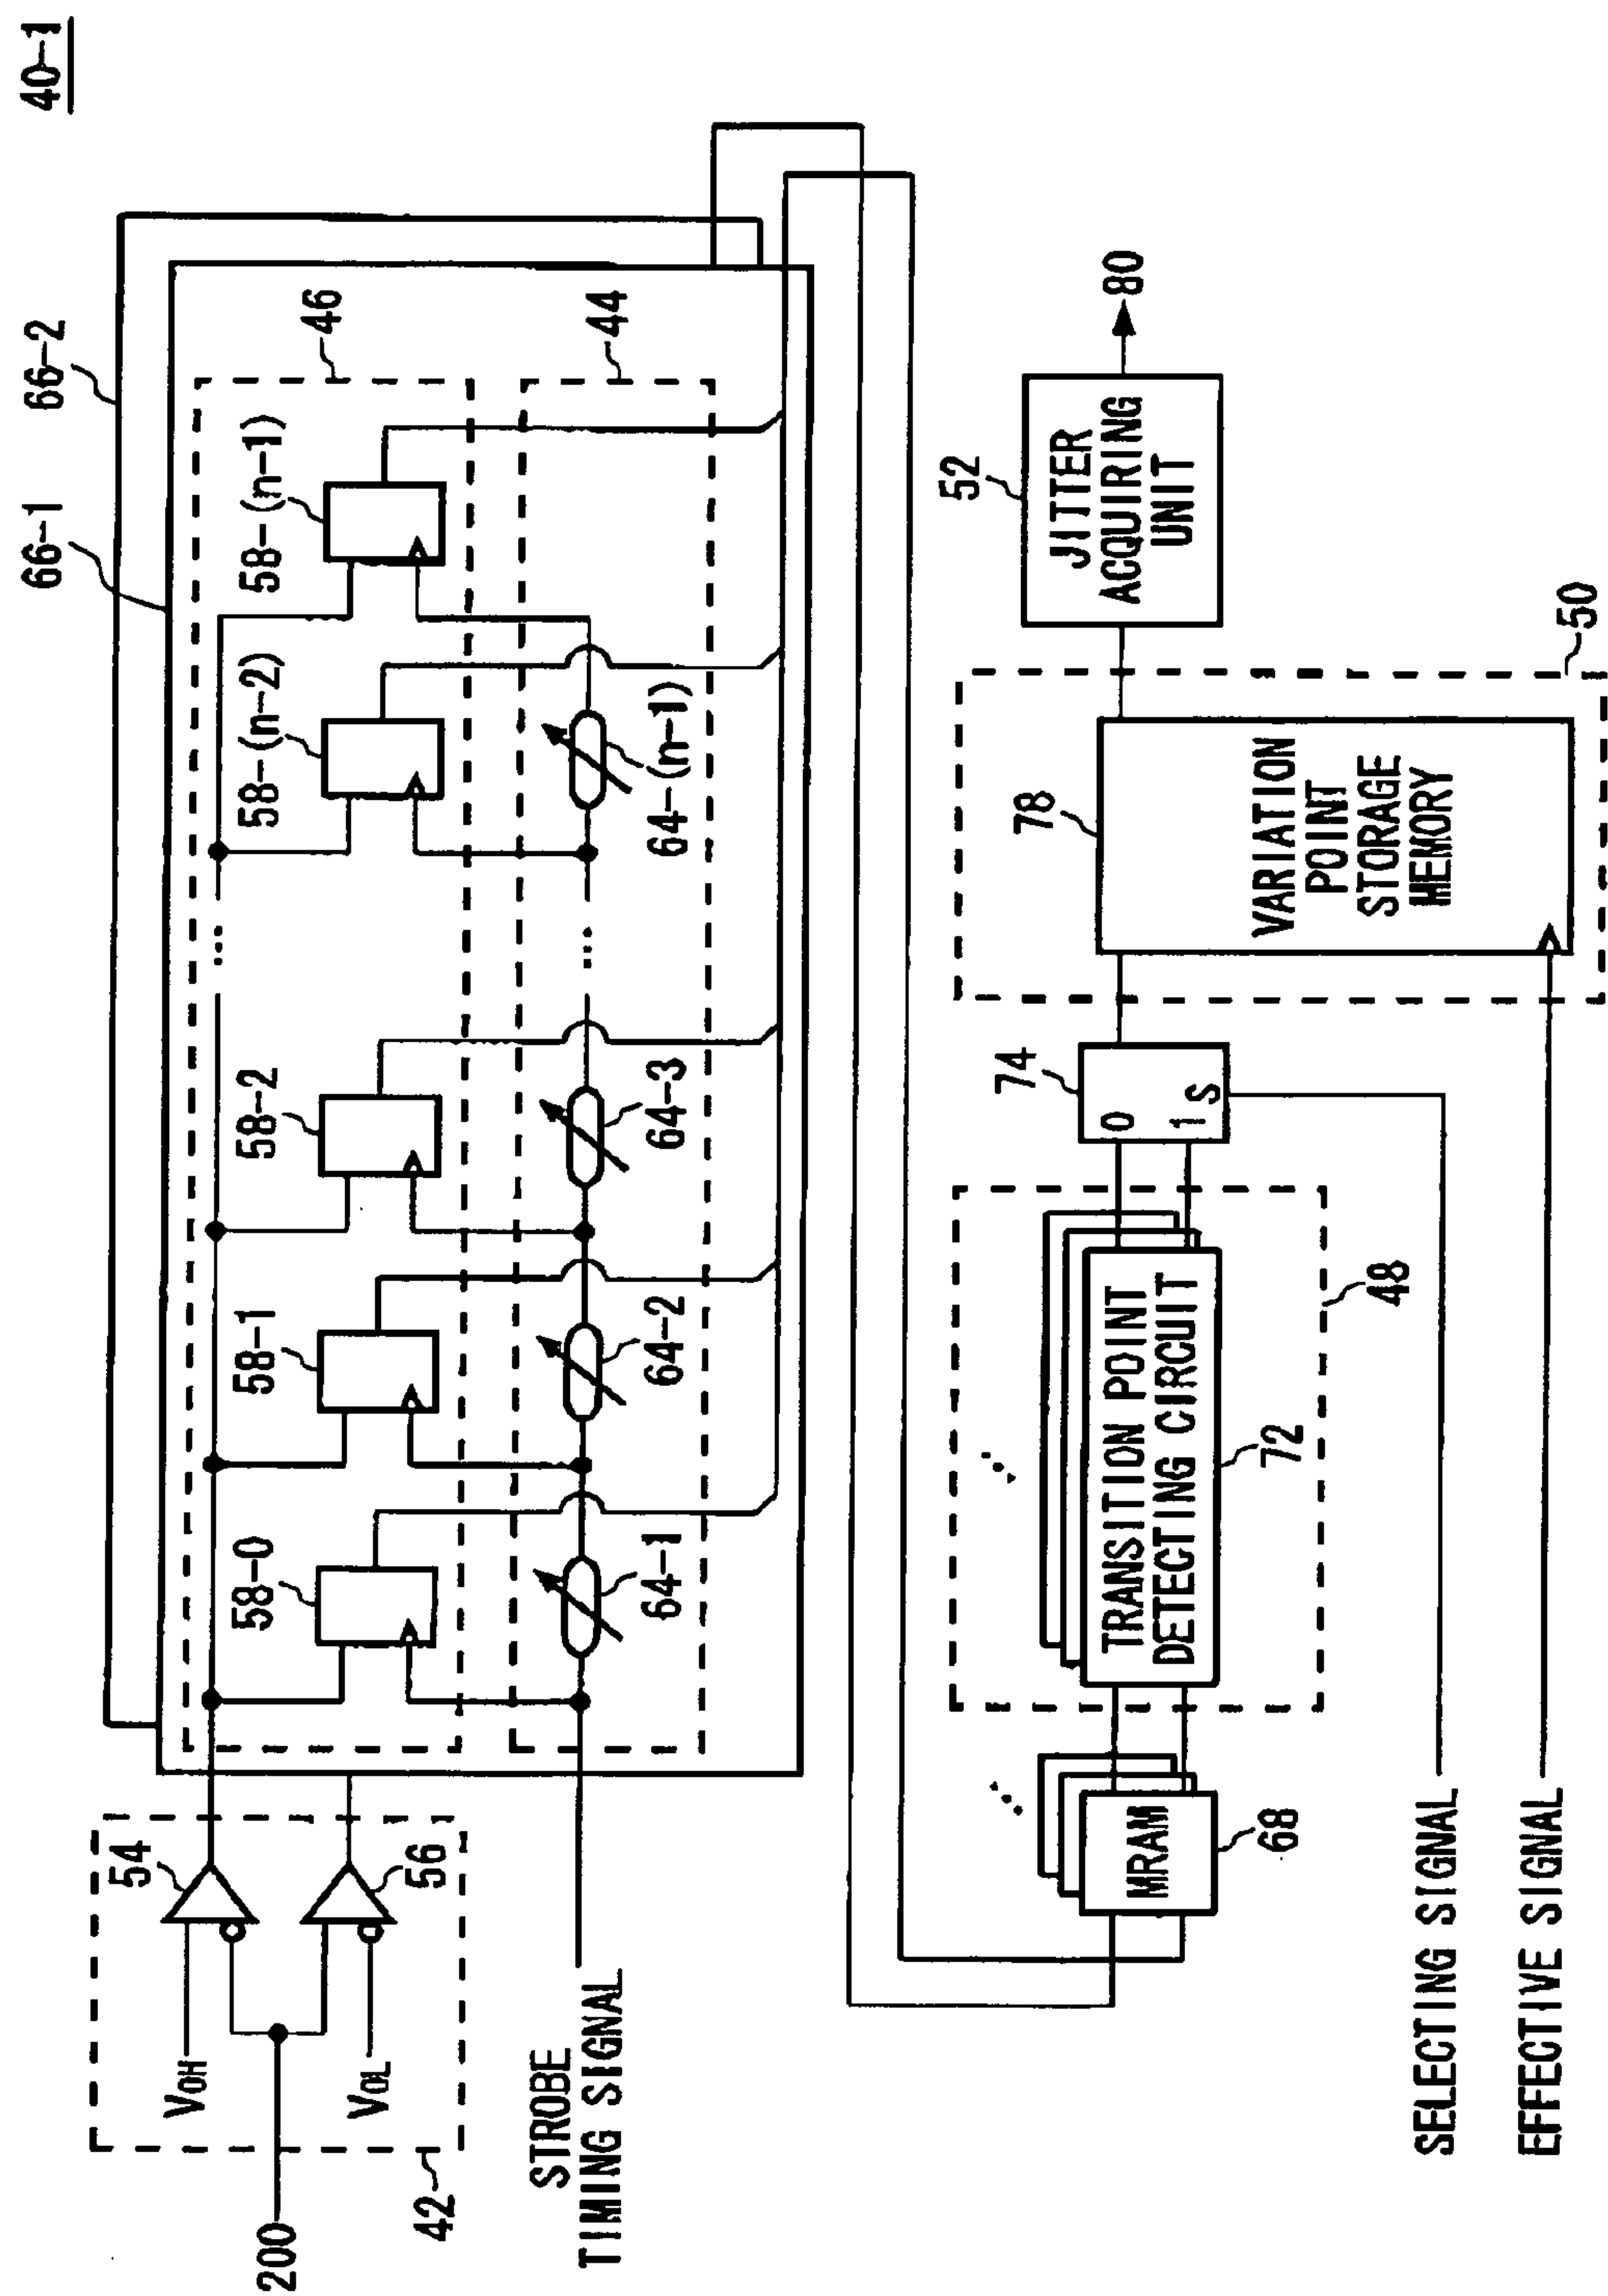 40-1
66-2
66-1
46
44
58-0
58-1
58-2
58-(n-2)
58-(n-1)
...
...
64-1
64-2
64-3
64-(n-1)
54
56
VOH
VOL
200
42
STROBE
TIMING SIGNAL
MRAM
68
...
TRANSITION POINT
DETECTING CIRCUIT
72
48
...
74
0
1
S
78
VARIATION
POINT
STORAGE
MEMORY
50
52
JITTER
ACQUIRING
UNIT
80
SELECTING SIGNAL
EFFECTIVE SIGNAL